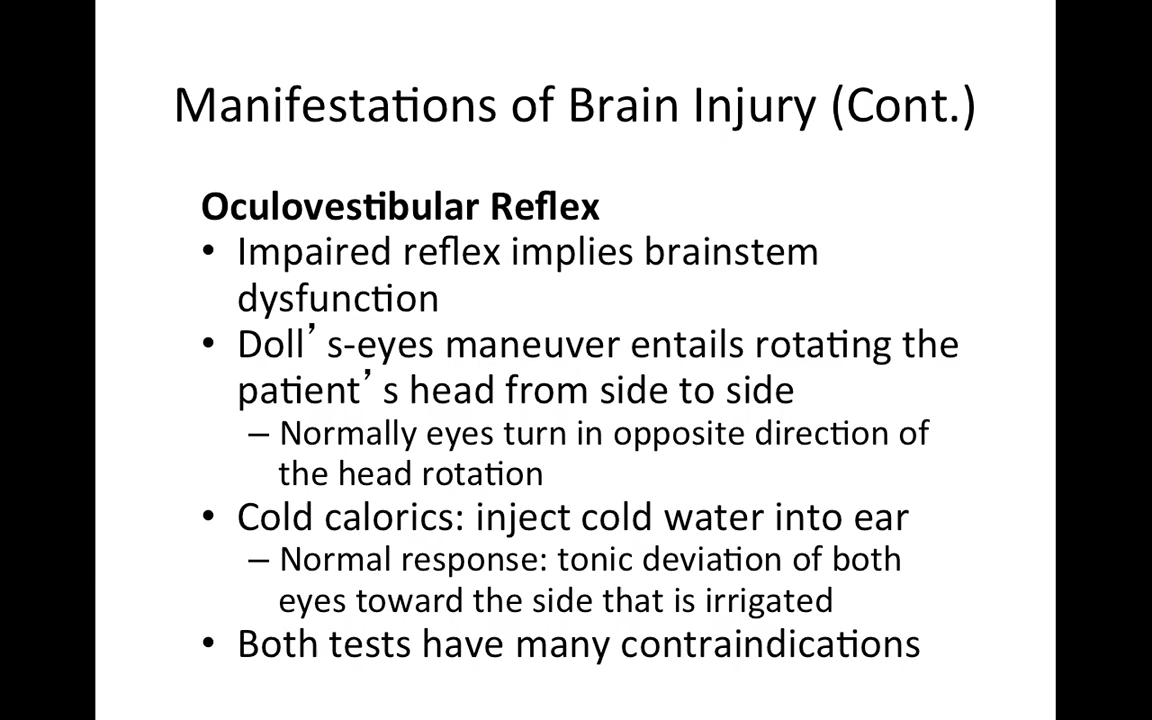 Manifestations of Brain Injury (Cont.)
Oculovestibular Reflex
• Impaired reflex implies brainstem
dysfunction
• Doll’s-eyes maneuver entails rotating the
patient’s head from side to side
– Normally eyes turn in opposite direction of
the head rotation
• Cold calorics: inject cold water into ear
– Normal response: tonic deviation of both
eyes toward the side that is irrigated
• Both tests have many contraindications